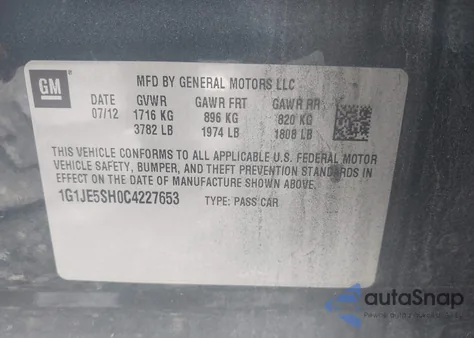 GM
MFD BY GENERAL MOTORS LLC
DATE GVWR GAWR FRT GAWR RR
07/12 1716 KG 896 KG 820 KG
3782 LB 1974 LB 1808 LB
THIS VEHICLE CONFORMS TO ALL APPLICABLE U.S. FEDERAL MOTOR
VEHICLE SAFETY, BUMPER, AND THEFT PREVENTION STANDARDS
IN EFFECT ON THE DATE OF MANUFACTURE SHOWN ABOVE.
1G1JE5SH0C4227653 TYPE: PASS CAR
autoSnap